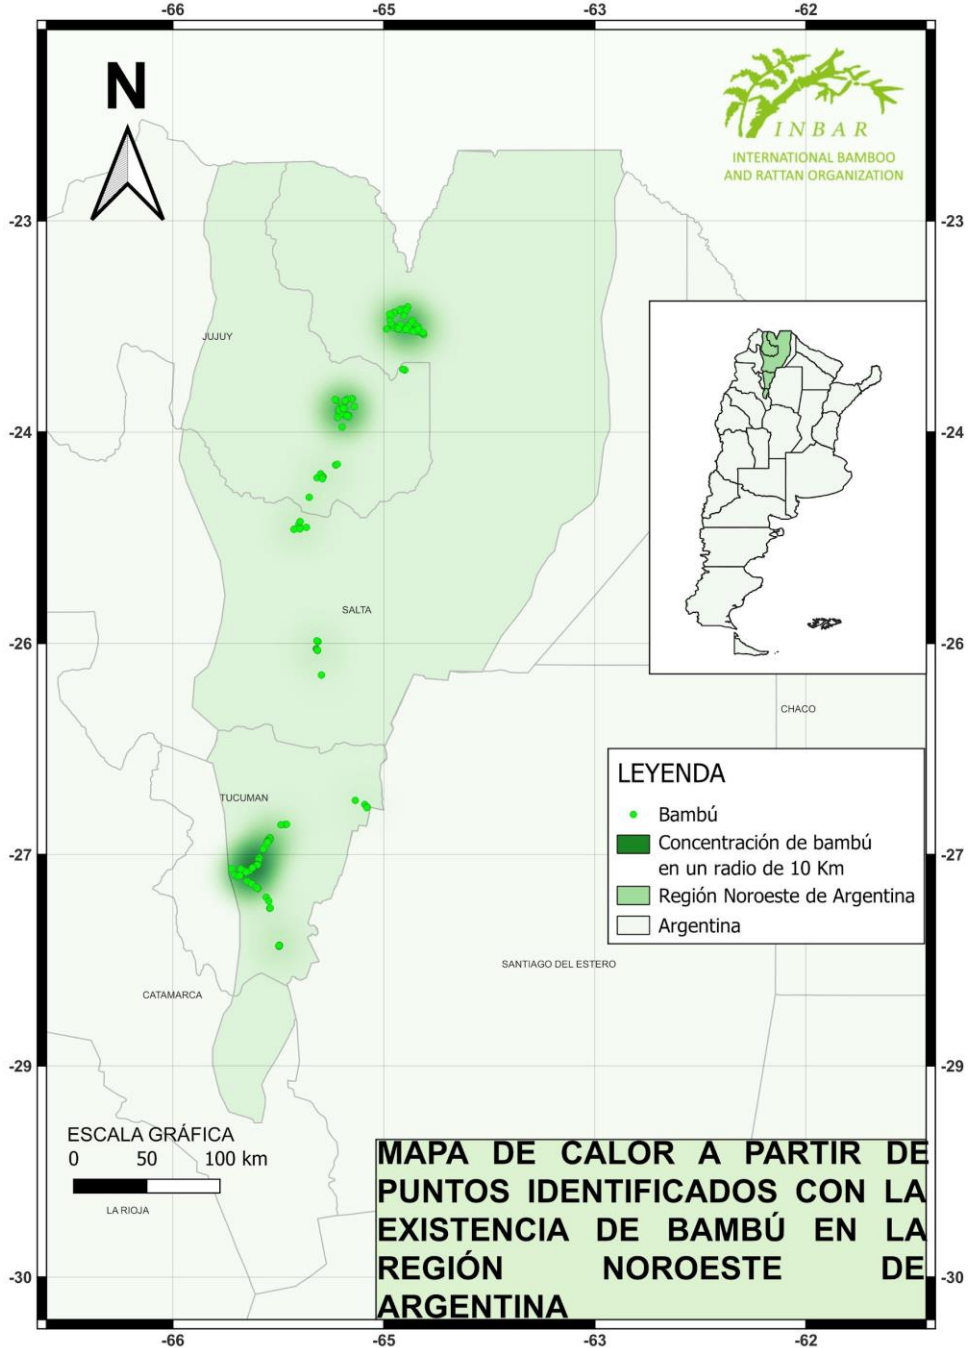 -66 -65 -63 -62
N
INBAR
INTERNATIONAL BAMBOO
AND RATTAN ORGANIZATION
-23 -23
JUJUY
-24 -24
-25 -25
SALTA
-26 -26
CHACO
LEYENDA
TUCUMAN
Bambú
Concentración de bambú
en un radio de 10 Km
-27 -27
Región Noroeste de Argentina
Argentina
SANTIAGO DEL ESTERO
CATAMARCA
-29 -29
ESCALA GRÁFICA
0 50 100 km
LA RIOJA
MAPA DE CALOR A PARTIR DE
PUNTOS IDENTIFICADOS CON LA
EXISTENCIA DE BAMBÚ EN LA
REGIÓN NOROESTE DE
ARGENTINA
-30 -30
-66 -65 -63 -62